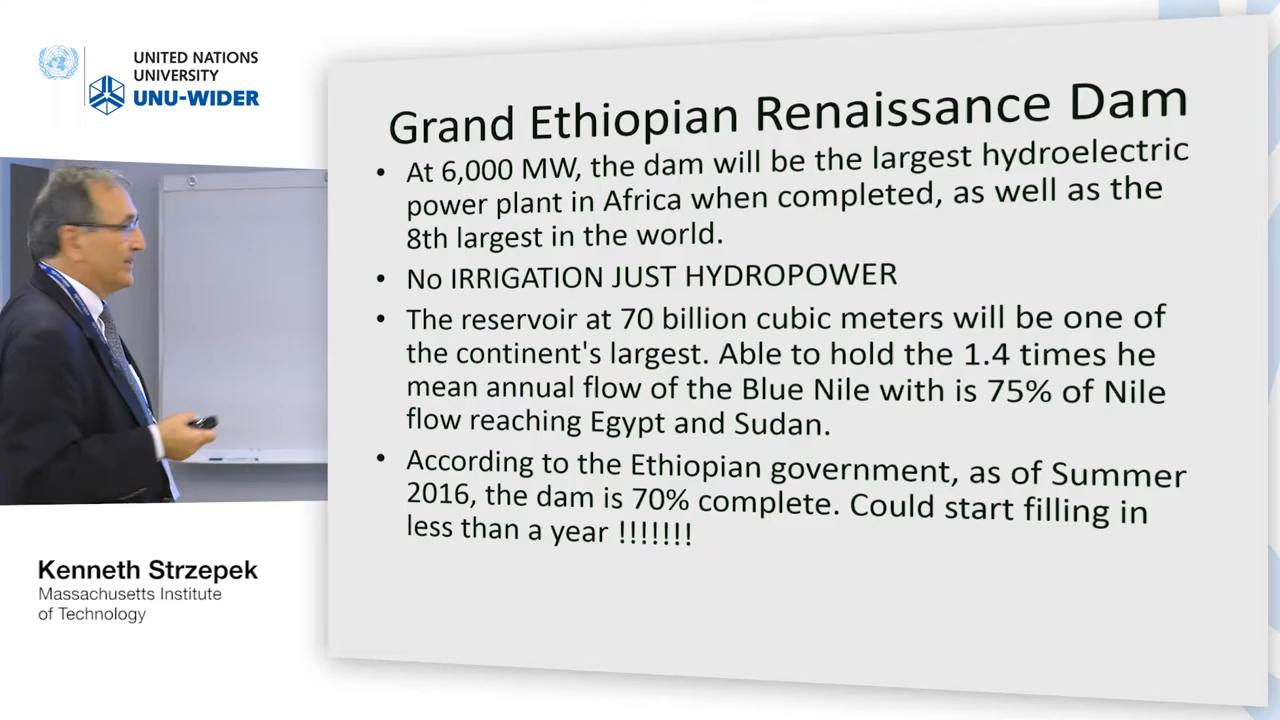 UNITED NATIONS
UNIVERSITY
UNU-WIDER
Grand Ethiopian Renaissance Dam
• At 6,000 MW, the dam will be the largest hydroelectric
power plant in Africa when completed, as well as the
8th largest in the world.
• No IRRIGATION JUST HYDROPOWER
• The reservoir at 70 billion cubic meters will be one of
the continent's largest. Able to hold the 1.4 times he
mean annual flow of the Blue Nile with is 75% of Nile
flow reaching Egypt and Sudan.
• According to the Ethiopian government, as of Summer
2016, the dam is 70% complete. Could start filling in
less than a year !!!!!!!
Kenneth Strzepek
Massachusetts Institute
of Technology